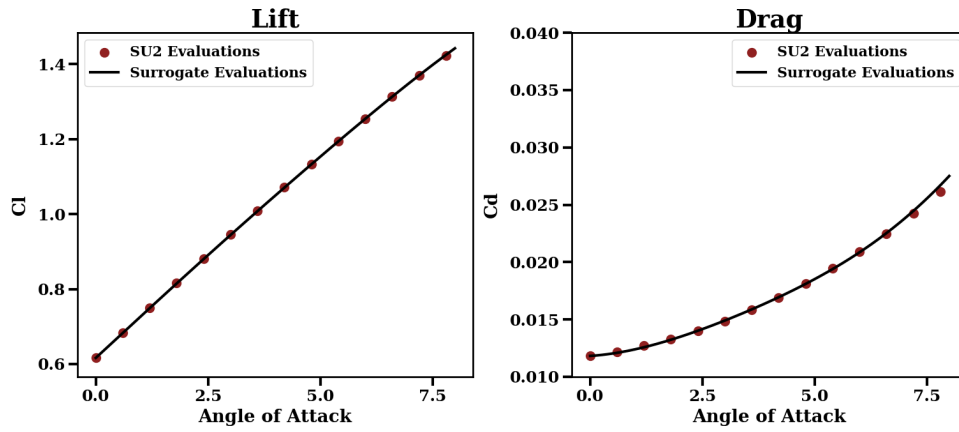 Lift
SU2 Evaluations
Surrogate Evaluations
1.4
1.2
1.0
0.8
0.6
Cl
0.0
2.5
5.0
7.5
Angle of Attack
Drag
SU2 Evaluations
Surrogate Evaluations
0.040
0.035
0.030
0.025
0.020
0.015
0.010
Cd
0.0
2.5
5.0
7.5
Angle of Attack